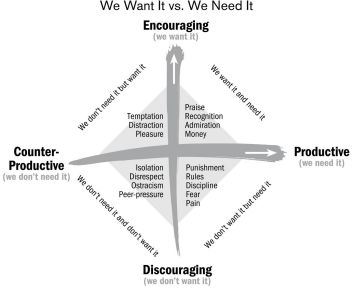 We Want It vs. We Need It
Encouraging
(we want it)
We don't need it but want it
We want it and need it
Temptation
Distraction
Pleasure
Praise
Recognition
Admiration
Money
Counter-
Productive
(we don't need it)
Productive
(we need it)
Isolation
Disrespect
Ostracism
Peer-pressure
Punishment
Rules
Discipline
Fear
Pain
We don't need it and don't want it
We don't want it but need it
Discouraging
(we don't want it)